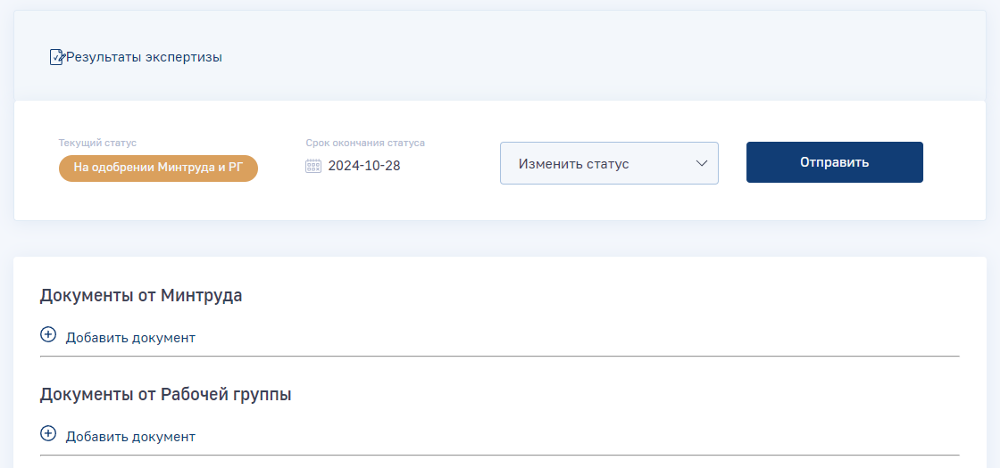 Результаты экспертизы
Текущий статус
Срок окончания статуса
На одобрении Минтруда и РГ
2024-10-28
Изменить статус
Отправить
Документы от Минтруда
Добавить документ
Документы от Рабочей группы
Добавить документ